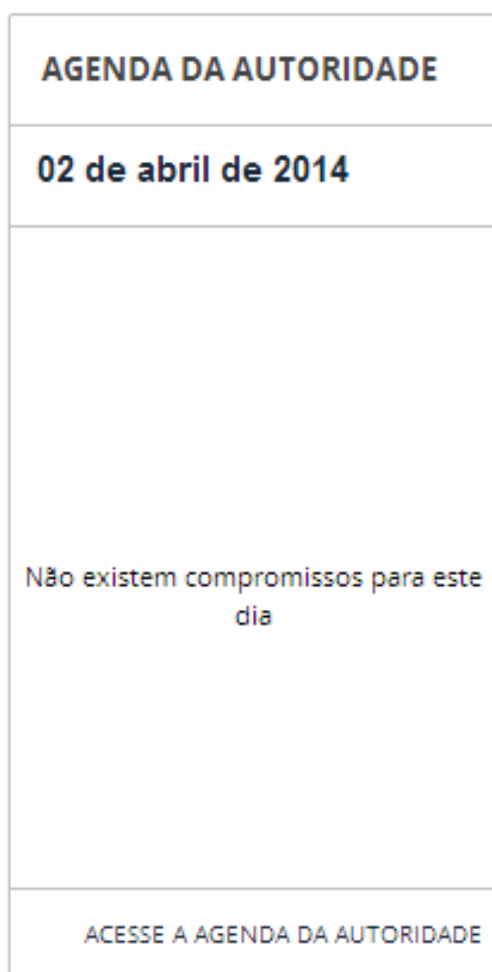 AGENDA DA AUTORIDADE
02 de abril de 2014
Não existem compromissos para este
dia
ACESSE A AGENDA DA AUTORIDADE